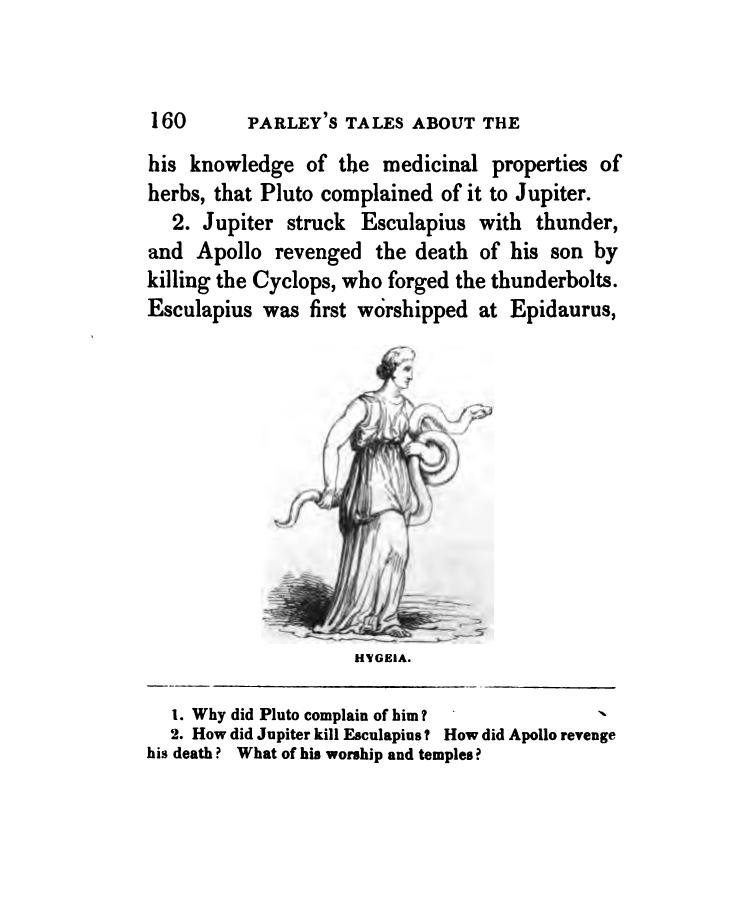 160 PARLEY'S TALES ABOUT THE
his knowledge of the medicinal properties of
herbs, that Pluto complained of it to Jupiter.
2. Jupiter struck Esculapius with thunder,
and Apollo revenged the death of his son by
killing the Cyclops, who forged the thunderbolts.
Esculapius was first worshipped at Epidaurus,
HYGEIA.
1. Why did Pluto complain of him?
2. How did Jupiter kill Esculapius? How did Apollo revenge
his death? What of his worship and temples?